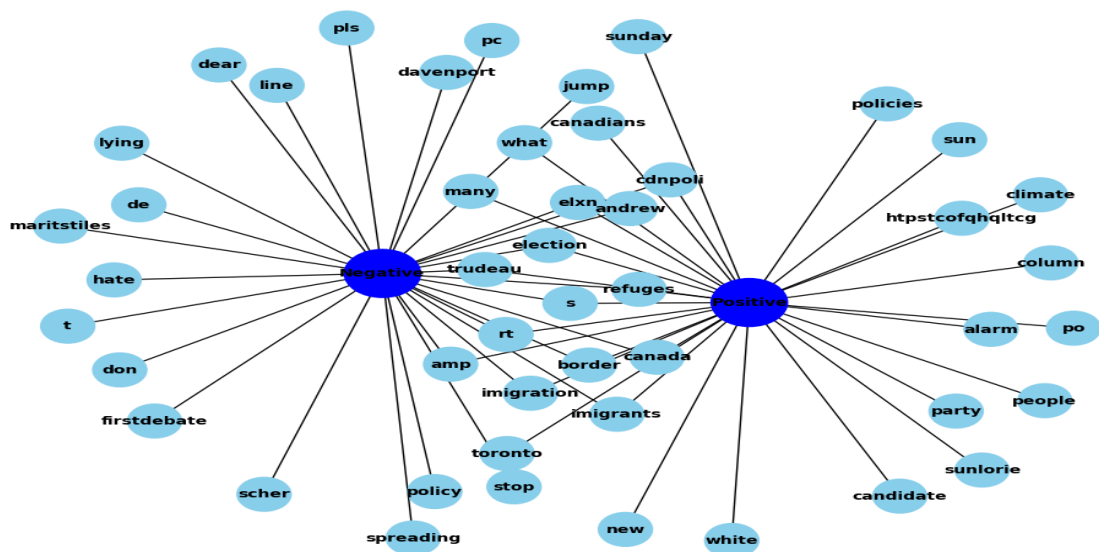 pls
sunday
pc
dear
davenport
line
jump
policies
canadians
sun
lying
what
cdnpoli
many
climate
de
elxn
andrew
htpstcofqhqltcg
maritstiles
election
column
trudeau
Negative
hate
refuges
Positive
s
t
rt
alarm
po
canada
border
amp
don
imigration
people
party
imigrants
firstdebate
toronto
sunlorie
stop
policy
scher
candidate
new
spreading
white